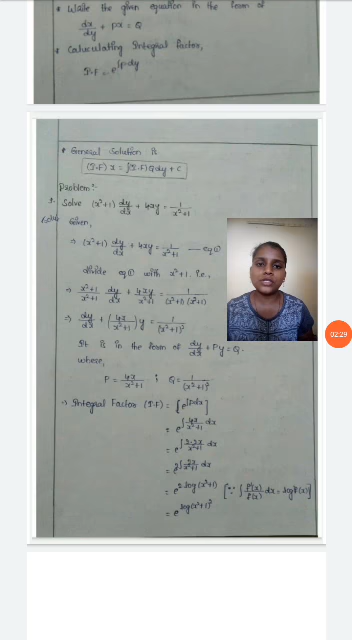 * Write the given equation in the form of
dx/dy + Px = Q
* Calculating Integral factor,
I.F = e^∫pdy
* General Solution is
(I.F) x = ∫(I.F) Q dy + C
Problem:-
1. Solve (x²+1) dy/dx + 4xy = 1/(x²+1)
Given,
⇒ (x²+1) dy/dx + 4xy = 1/(x²+1) — eq①
divide eq① with x²+1. i.e.,
⇒ (x²+1)/(x²+1) dy/dx + 4xy/(x²+1) = 1/((x²+1)(x²+1))
⇒ dy/dx + (4x/(x²+1)) y = 1/(x²+1)²
It is in the form of dy/dx + Py = Q.
where,
P = 4x/(x²+1) ; Q = 1/(x²+1)²
02:29
⇒ Integral Factor (I.F) = [e^∫Pdx]
= e^∫4x/(x²+1) dx
= e^∫2·2x/(x²+1) dx
= e^2∫2x/(x²+1) dx
= e^2 log(x²+1) [∵ ∫f'(x)/f(x) dx = log f(x)]
= e^log(x²+1)²